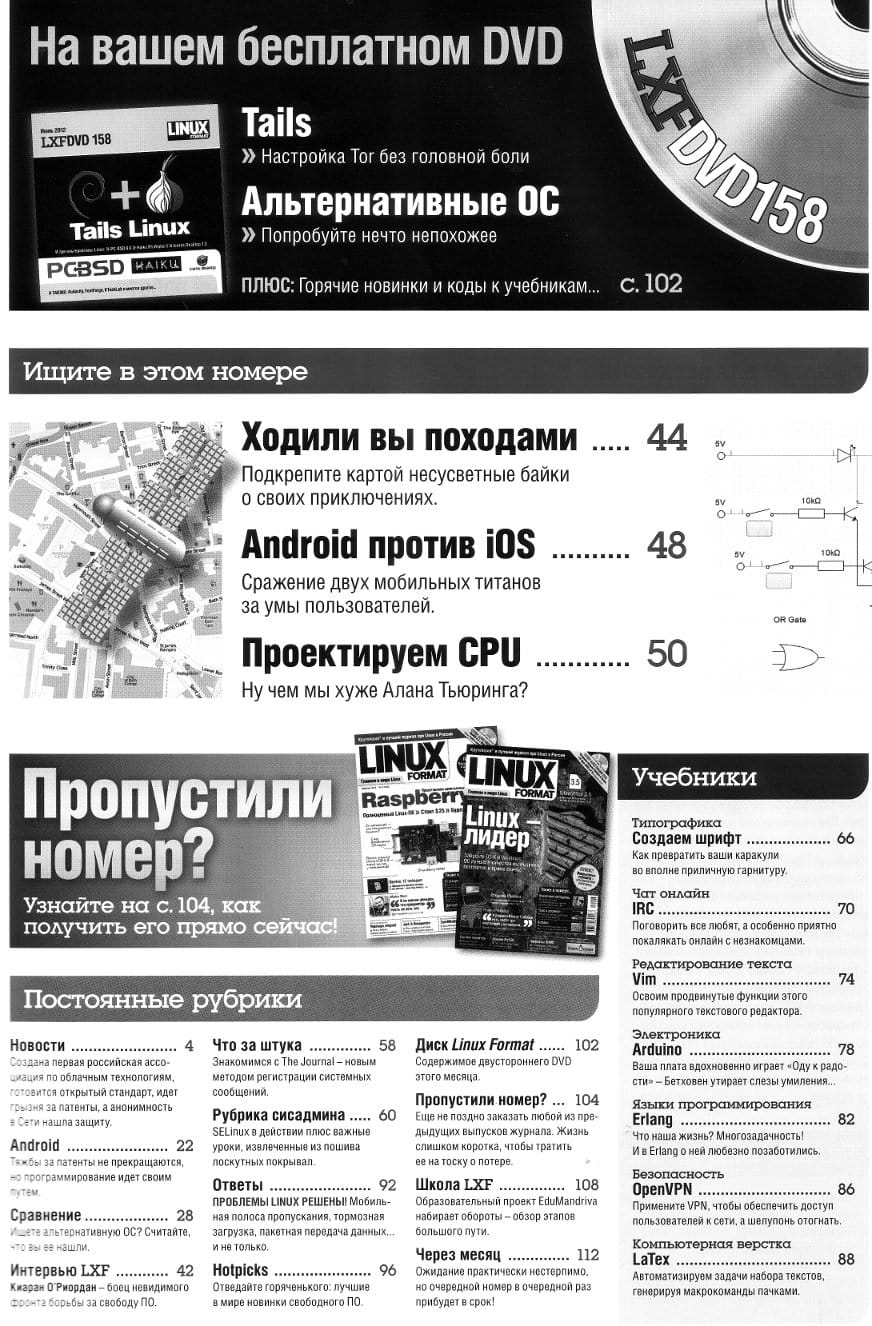 На вашем бесплатном DVD
LXFDVD158
Июнь 2012
LXFDVD 158
LINUX
FORMAT
Tails Linux
PC-BSD HAIKU
Tails
» Настройка Tor без головной боли
Альтернативные ОС
» Попробуйте нечто непохожее
ПЛЮС: Горячие новинки и коды к учебникам... с. 102
Ищите в этом номере
Ходили вы походами ..... 44
Подкрепите картой несусветные байки
о своих приключениях.
Android против iOS .......... 48
Сражение двух мобильных титанов
за умы пользователей.
Проектируем CPU ............ 50
Ну чем мы хуже Алана Тьюринга?
5V
5V
10kΩ
5V
10kΩ
OR Gate
Пропустили
номер?
Узнайте на с. 104, как
получить его прямо сейчас!
LINUX
FORMAT
Raspberry
LINUX
FORMAT
Linux –
лидер
Учебники
Типографика
Создаем шрифт .................. 66
Как превратить ваши каракули
во вполне приличную гарнитуру.
Чат онлайн
IRC ..................................... 70
Поговорить все любят, а особенно приятно
покалякать онлайн с незнакомцами.
Редактирование текста
Vim .................................... 74
Освоим продвинутые функции этого
популярного текстового редактора.
Электроника
Arduino ............................... 78
Ваша плата вдохновенно играет «Оду к радо-
сти» – Бетховен утирает слезы умиления...
Языки программирования
Erlang ................................. 82
Что наша жизнь? Многозадачность!
И в Erlang о ней любезно позаботились.
Безопасность
OpenVPN ............................ 86
Примените VPN, чтобы обеспечить доступ
пользователей к сети, а шелупонь отогнать.
Компьютерная верстка
LaTex .................................. 88
Автоматизируем задачи набора текстов,
генерируя макрокоманды пачками.
Постоянные рубрики
Новости ...................... 4
Создана первая российская ассо-
циация по облачным технологиям,
готовится открытый стандарт, идет
грызня за патенты, а анонимность
в Сети нашла защиту.
Android ..................... 22
Тяжбы за патенты не прекращаются,
но программирование идет своим
путем.
Сравнение ................. 28
Ищете альтернативную ОС? Считайте,
что вы ее нашли.
Интервью LXF ............. 42
Киаран О'Риордан – боец невидимого
фронта борьбы за свободу ПО.
Что за штука ............... 58
Знакомимся с The Journal – новым
методом регистрации системных
сообщений.
Рубрика сисадмина ..... 60
SELinux в действии плюс важные
уроки, извлеченные из пошива
лоскутных покрывал.
Ответы ...................... 92
ПРОБЛЕМЫ LINUX РЕШЕНЫ! Мобиль-
ная полоса пропускания, тормозная
загрузка, пакетная передача данных...
и не только.
Hotpicks .................... 96
Отведайте горяченького: лучшие
в мире новинки свободного ПО.
Диск Linux Format ...... 102
Содержимое двустороннего DVD
этого месяца.
Пропустили номер? ... 104
Еще не поздно заказать любой из пре-
дыдущих выпусков журнала. Жизнь
слишком коротка, чтобы тратить
ее на тоску о потере.
Школа LXF ................ 108
Образовательный проект EduMandriva
набирает обороты – обзор этапов
большого пути.
Через месяц .............. 112
Ожидание практически нестерпимо,
но очередной номер в очередной раз
прибудет в срок!